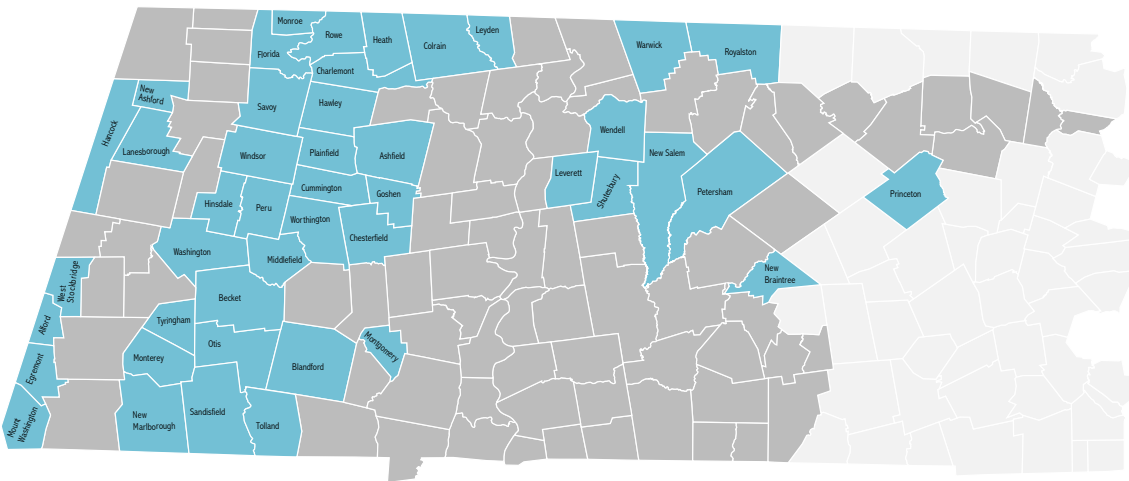 Monroe
Rowe
Heath
Colrain
Leyden
Warwick
Royalston
Florida
Charlemont
New
Ashford
Savoy
Hawley
Hancock
Lanesborough
Windsor
Plainfield
Ashfield
Wendell
New Salem
Leverett
Shutesbury
Petersham
Princeton
Cummington
Goshen
Hinsdale
Peru
Worthington
Chesterfield
Washington
Middlefield
West
Stockbridge
Becket
New
Braintree
Alford
Tyringham
Otis
Montgomery
Egremont
Monterey
Blandford
Mount
Washington
New
Marlborough
Sandisfield
Tolland